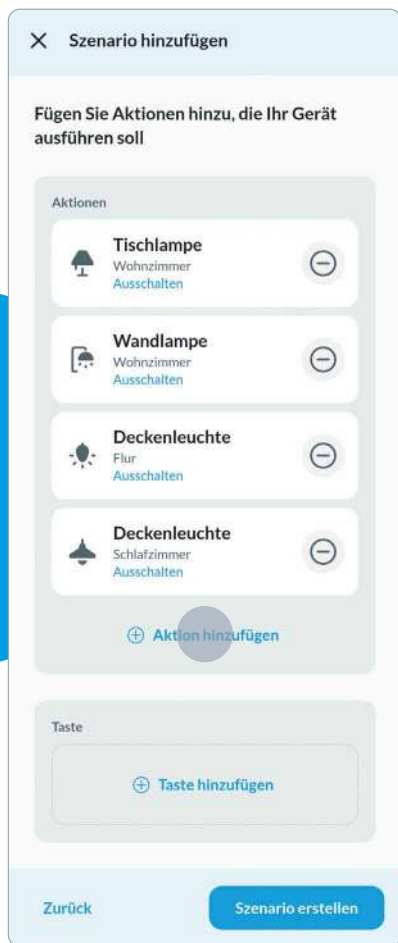 Szenario hinzufügen
Fügen Sie Aktionen hinzu, die Ihr Gerät
ausführen soll
Aktionen
Tischlampe
Wohnzimmer
Ausschalten
Wandlampe
Wohnzimmer
Ausschalten
Deckenleuchte
Flur
Ausschalten
Deckenleuchte
Schlafzimmer
Ausschalten
Aktion hinzufügen
Taste
Taste hinzufügen
Zurück
Szenario erstellen